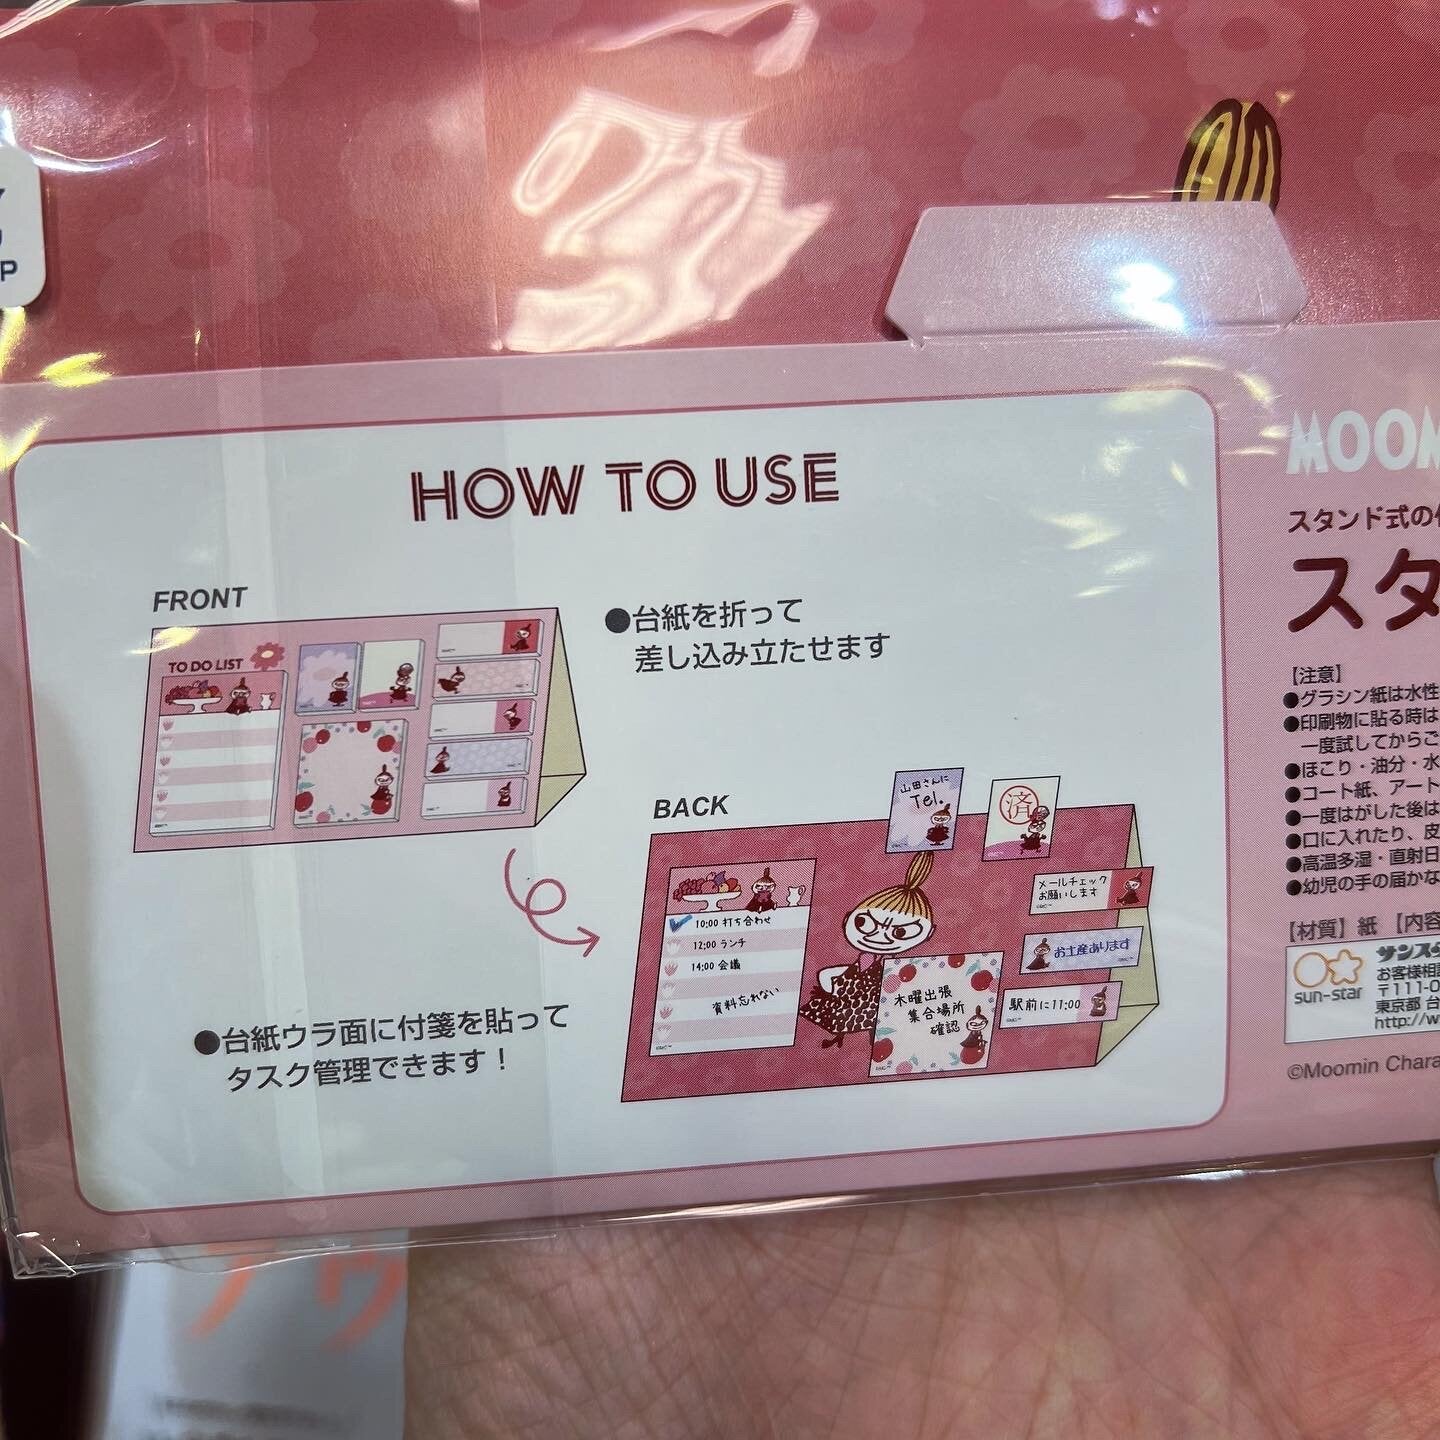 P
HOW TO USE
FRONT
TO DO LIST
●台紙を折って
差し込み立たせます
BACK
山田さんに
Tel.
済
10:00 打ち合わせ
12:00 ランチ
14:00 会議
資料忘れない
メールチェック
お願いします
お土産あります
駅前に11:00
木曜出張
集合場所
確認
●台紙ウラ面に付箋を貼って
タスク管理できます！
MOOM
スタンド式の
スタ
【注意】
●グラシン紙は水性
●印刷物に貼る時は
一度試してからご
●ほこり・油分・水
●コート紙、アート
●一度はがした後は
●口に入れたり、皮
●高温多湿・直射日
●幼児の手の届かな
【材質】紙 【内容
sun-star
サンスタ
お客様相談
〒111-0
東京都 台
http://w
©Moomin Chara